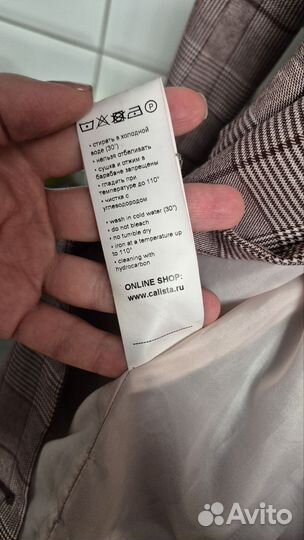 P
• стирать в холодной
воде (30°)
• нельзя отбеливать
• сушка и отжим в
барабане запрещены
• гладить при
температуре до 110°
• чистка с
углеводородом
• wash in cold water (30°)
• do not bleach
• no tumble dry
• iron at a temperature up
to 110°
• cleaning with
hydrocarbon
ONLINE SHOP:
www.calista.ru
Avito